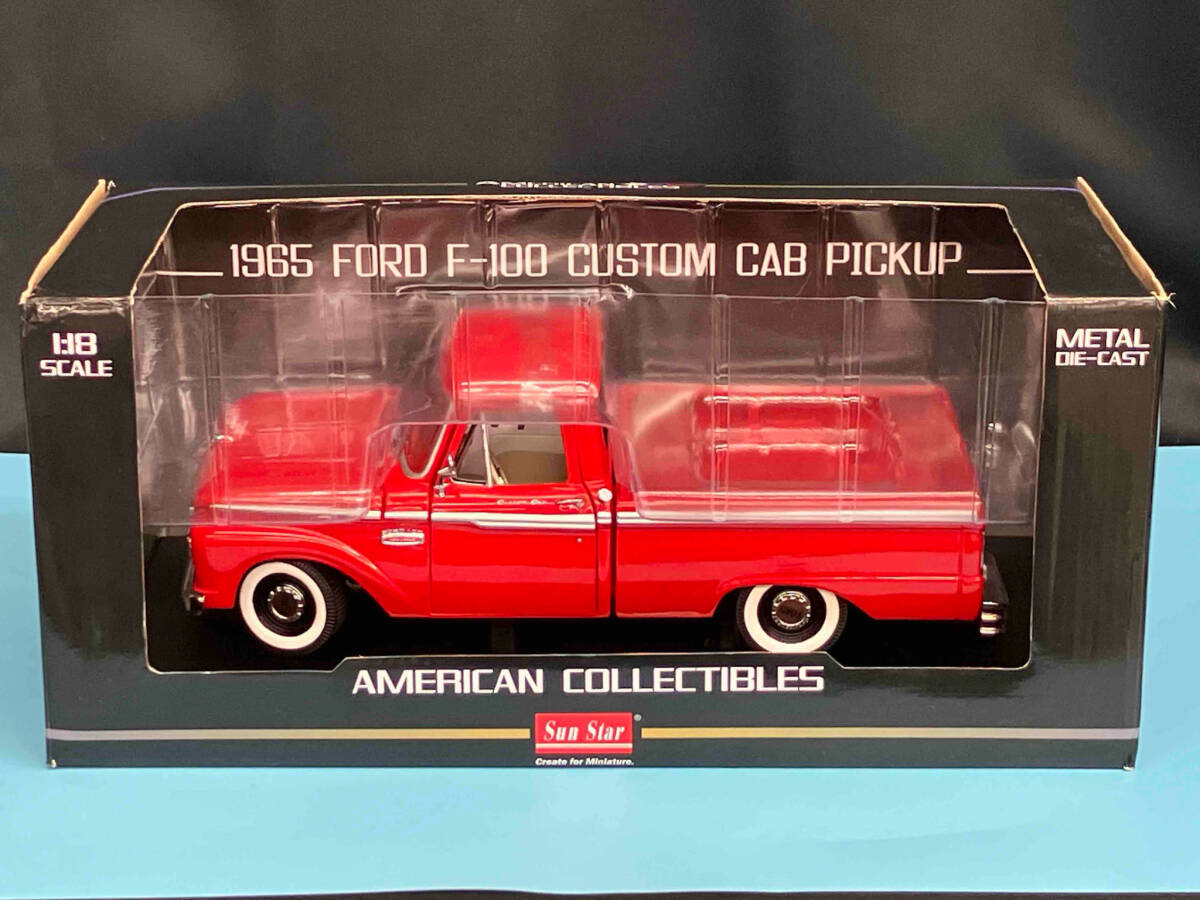 1965 FORD F-100 CUSTOM CAB PICKUP
1:18
SCALE
METAL
DIE-CAST
AMERICAN COLLECTIBLES
Sun Star®
Create for Miniature.